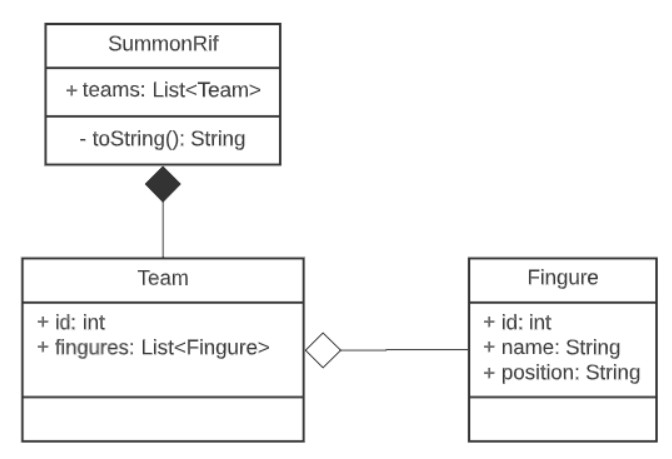 SummonRif
+ teams: List<Team>
- toString(): String
Team
+ id: int
+ fingures: List<Fingure>
Fingure
+ id: int
+ name: String
+ position: String